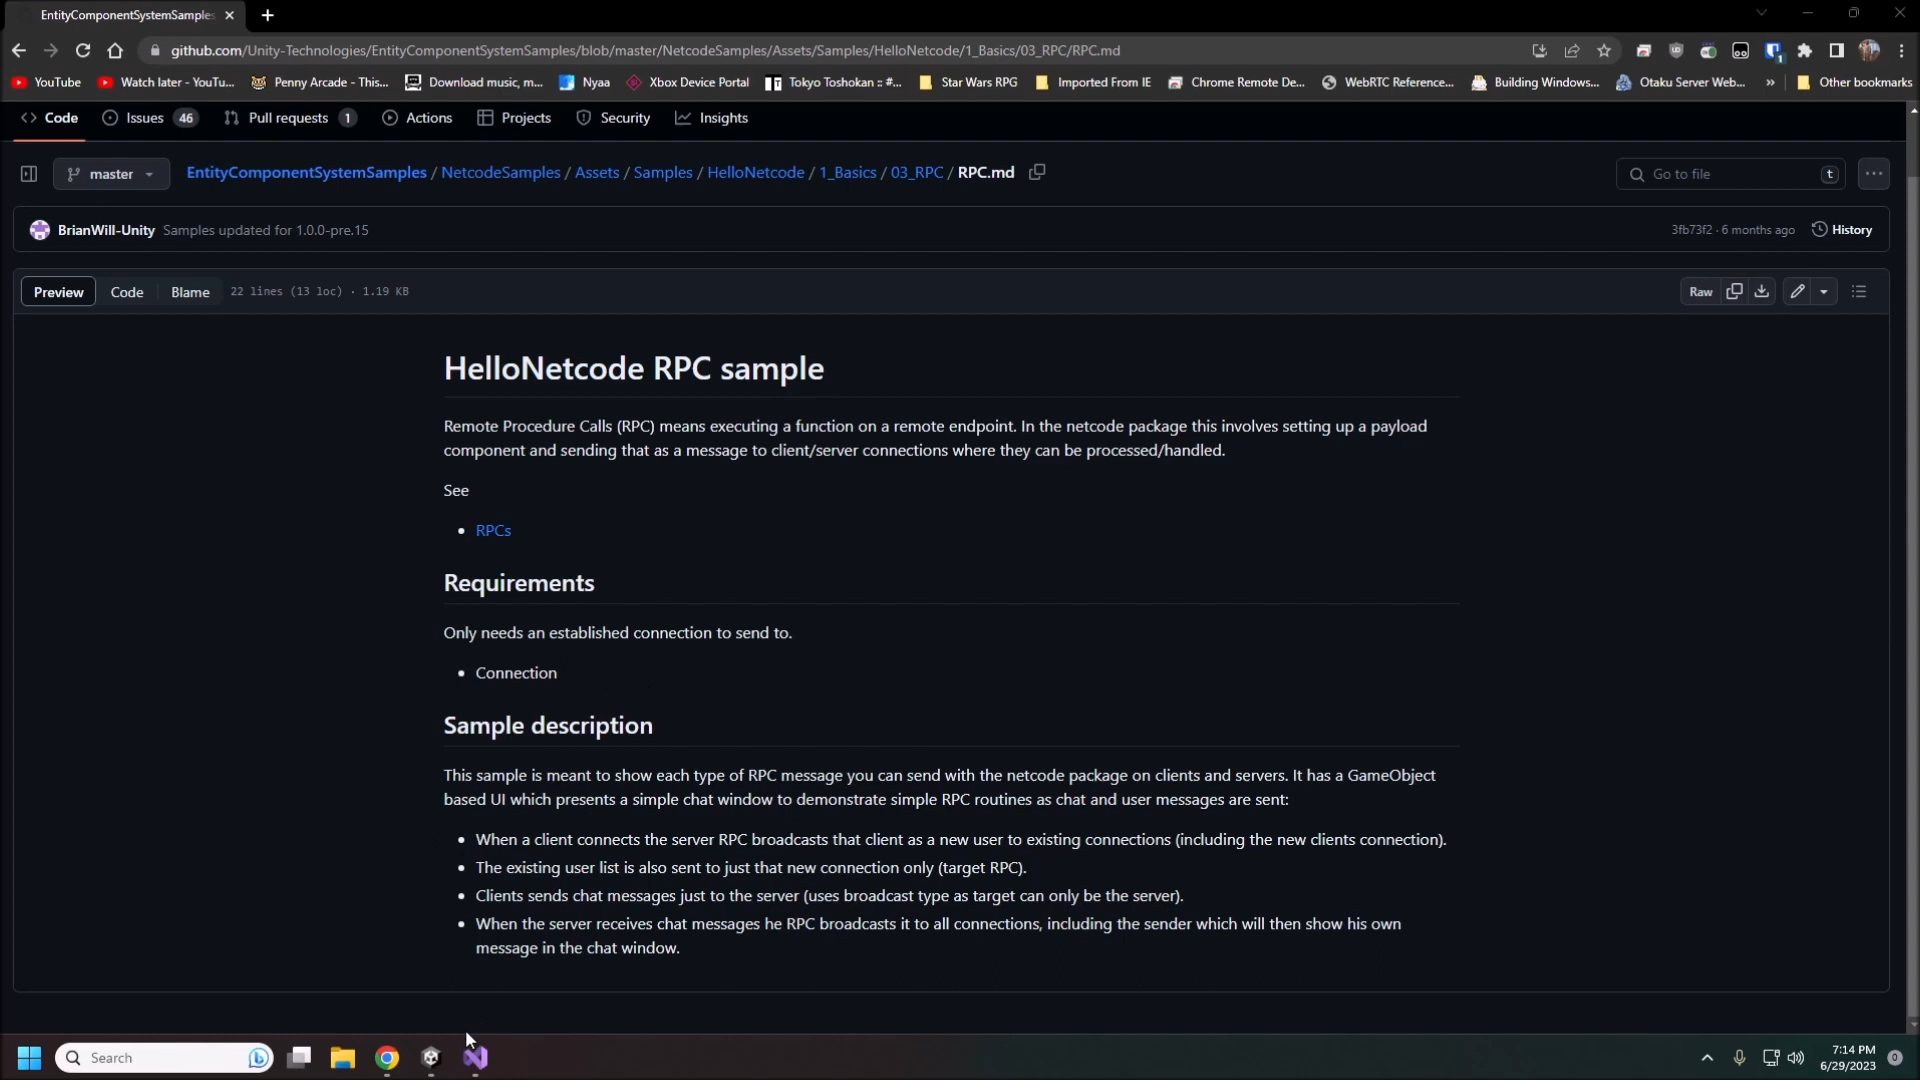 EntityComponentSystemSamples
github.com/Unity-Technologies/EntityComponentSystemSamples/blob/master/NetcodeSamples/Assets/Samples/HelloNetcode/1_Basics/03_RPC/RPC.md
YouTube Watch later - YouTu... Penny Arcade - This... Download music, m... Nyaa Xbox Device Portal Tokyo Toshokan :: #... Star Wars RPG Imported From IE Chrome Remote De... WebRTC Reference... Building Windows... Otaku Server Web... » Other bookmarks
Code Issues 46 Pull requests 1 Actions Projects Security Insights
master EntityComponentSystemSamples / NetcodeSamples / Assets / Samples / HelloNetcode / 1_Basics / 03_RPC / RPC.md Go to file t
BrianWill-Unity Samples updated for 1.0.0-pre.15 3fb73f2 · 6 months ago History
Preview Code Blame 22 lines (13 loc) · 1.19 KB Raw
HelloNetcode RPC sample
Remote Procedure Calls (RPC) means executing a function on a remote endpoint. In the netcode package this involves setting up a payload
component and sending that as a message to client/server connections where they can be processed/handled.
See
• RPCs
Requirements
Only needs an established connection to send to.
• Connection
Sample description
This sample is meant to show each type of RPC message you can send with the netcode package on clients and servers. It has a GameObject
based UI which presents a simple chat window to demonstrate simple RPC routines as chat and user messages are sent:
• When a client connects the server RPC broadcasts that client as a new user to existing connections (including the new clients connection).
• The existing user list is also sent to just that new connection only (target RPC).
• Clients sends chat messages just to the server (uses broadcast type as target can only be the server).
• When the server receives chat messages he RPC broadcasts it to all connections, including the sender which will then show his own
message in the chat window.
Search
7:14 PM
6/29/2023
0